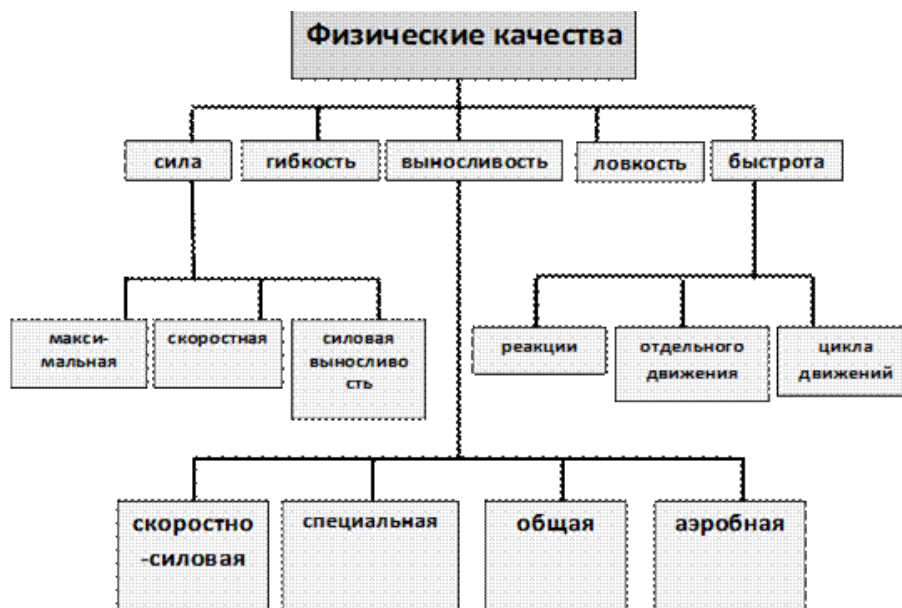 Физические качества
сила
гибкость
выносливость
ловкость
быстрота
макси-
мальная
скоростная
силовая
выносливо
сть
реакции
отдельного
движения
цикла
движений
скоростно
-силовая
специальная
общая
аэробная